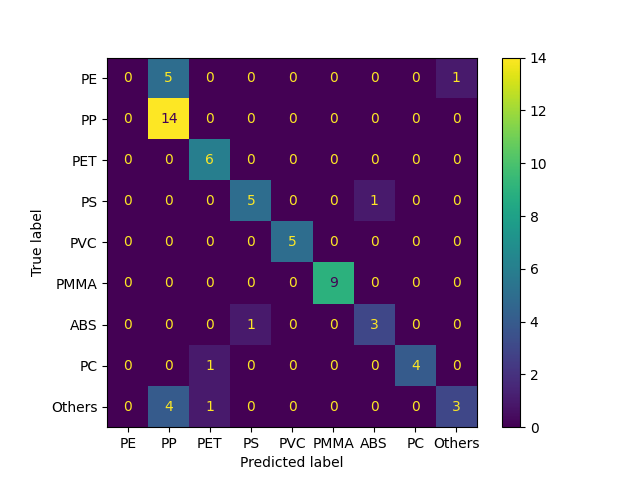 PE 0 5 0 0 0 0 0 0 1
PP 0 14 0 0 0 0 0 0 0
PET 0 0 6 0 0 0 0 0 0
PS 0 0 0 5 0 0 1 0 0
PVC 0 0 0 0 5 0 0 0 0
PMMA 0 0 0 0 0 9 0 0 0
ABS 0 0 0 1 0 0 3 0 0
PC 0 0 1 0 0 0 0 4 0
Others 0 4 1 0 0 0 0 0 3
PE PP PET PS PVC PMMA ABS PC Others
Predicted label
True label
14
12
10
8
6
4
2
0